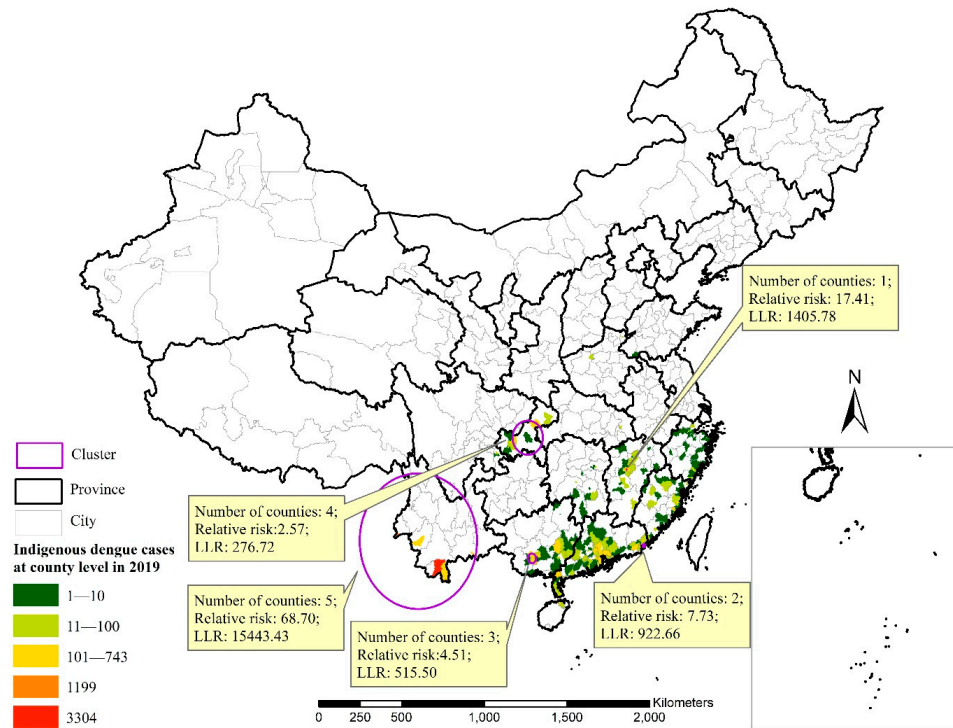 Number of counties: 1;
Relative risk: 17.41;
LLR: 1405.78
N
Cluster
Province
City
Number of counties: 4;
Relative risk:2.57;
LLR: 276.72
Indigenous dengue cases
at county level in 2019
1—10
11—100
101—743
1199
3304
Number of counties: 5;
Relative risk: 68.70;
LLR: 15443.43
Number of counties: 3;
Relative risk:4.51;
LLR: 515.50
Number of counties: 2;
Relative risk: 7.73;
LLR: 922.66
Kilometers
0 250 500 1,000 1,500 2,000